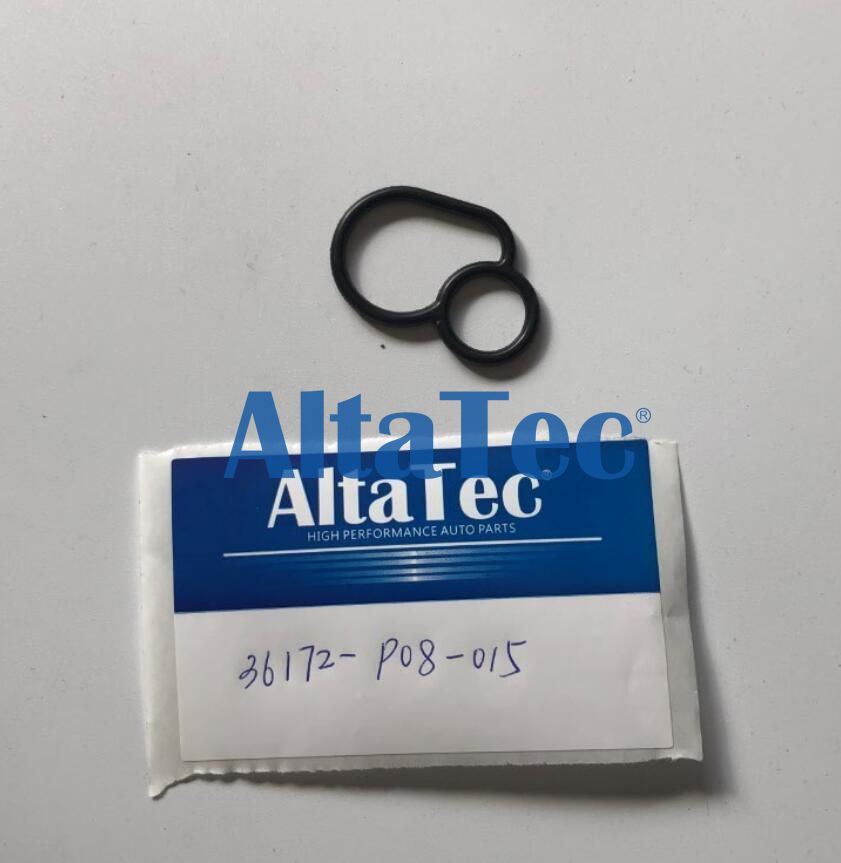 AltaTec®
AltaTec®
HIGH PERFORMANCE AUTO PARTS
36172-P08-015